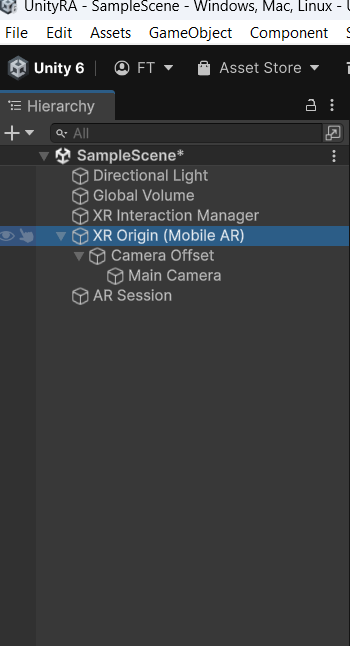 UnityRA - SampleScene - Windows, Mac, Linux -
File Edit Assets GameObject Component
Unity 6 FT Asset Store
Hierarchy
All
SampleScene*
Directional Light
Global Volume
XR Interaction Manager
XR Origin (Mobile AR)
Camera Offset
Main Camera
AR Session